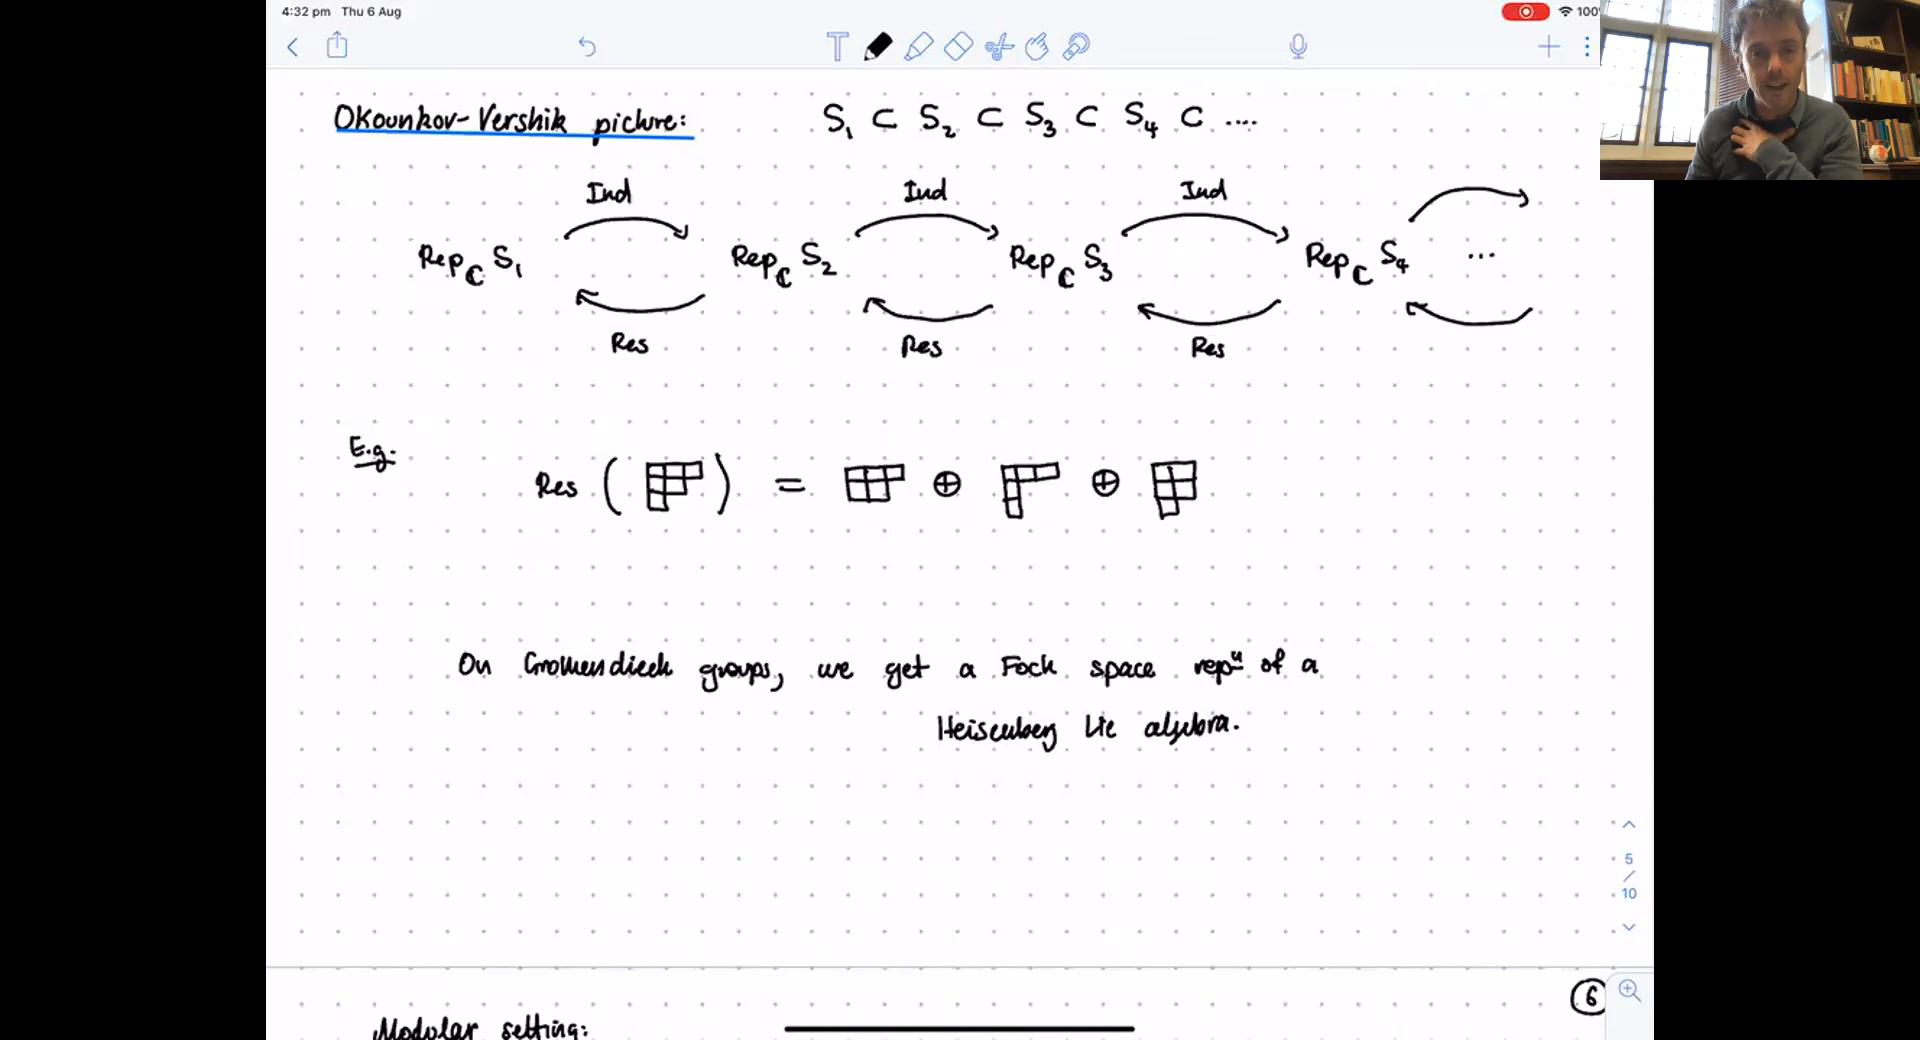 4:32 pm Thu 6 Aug
100
Okounkov-Vershik picture: S₁ ⊂ S₂ ⊂ S₃ ⊂ S₄ ⊂ ....
Ind Ind Ind
Rep_ℂ S₁ Rep_ℂ S₂ Rep_ℂ S₃ Rep_ℂ S₄ ...
Res Res Res
E.g.
Res ( ) = ⊕ ⊕
On Grothendieck groups, we get a Fock space repⁿ of a
Heisenberg Lie algebra.
5
/
10
6
Modular setting: